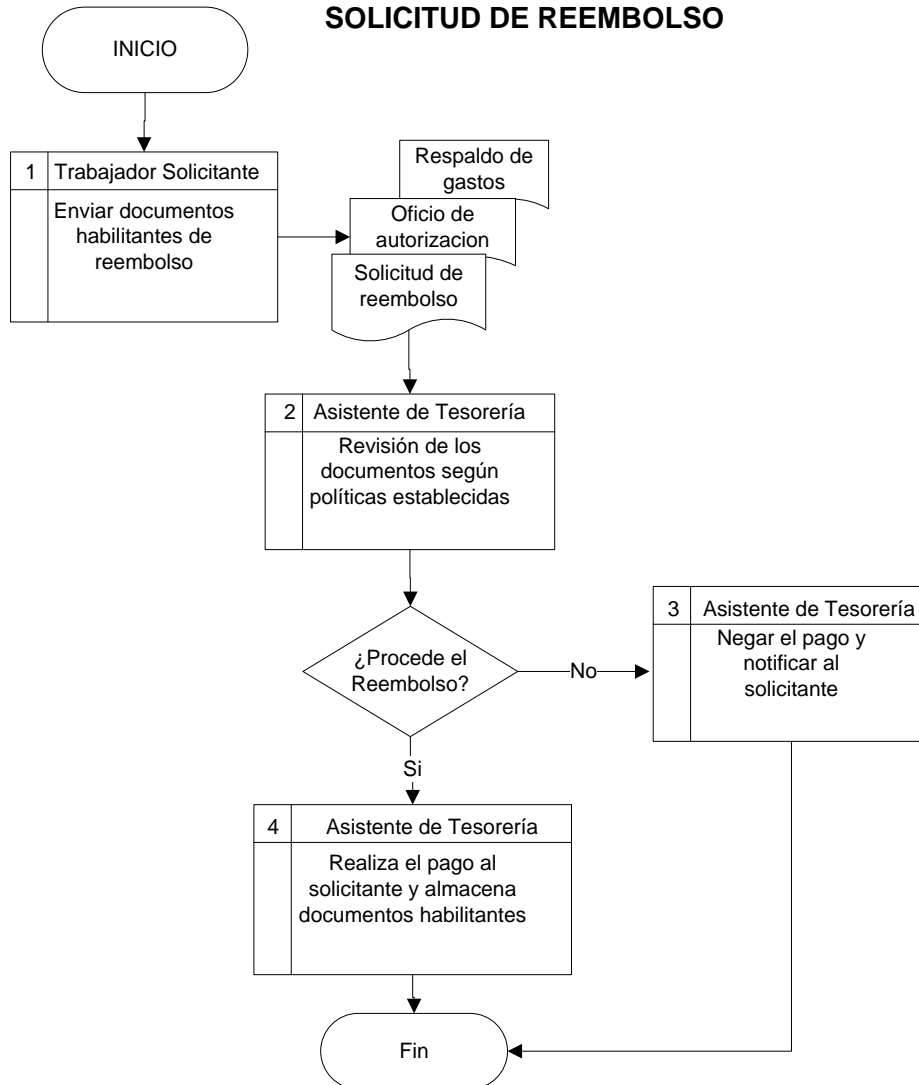 SOLICITUD DE REEMBOLSO
INICIO
1 Trabajador Solicitante
Enviar documentos
habilitantes de
reembolso
Respaldo de
gastos
Oficio de
autorizacion
Solicitud de
reembolso
2 Asistente de Tesorería
Revisión de los
documentos según
políticas establecidas
¿Procede el
Reembolso?
No
3 Asistente de Tesorería
Negar el pago y
notificar al
solicitante
Si
4 Asistente de Tesorería
Realiza el pago al
solicitante y almacena
documentos habilitantes
Fin